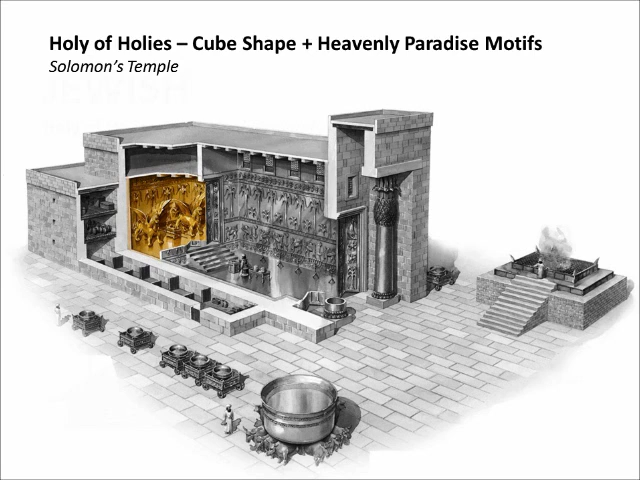 Holy of Holies – Cube Shape + Heavenly Paradise Motifs
Solomon's Temple